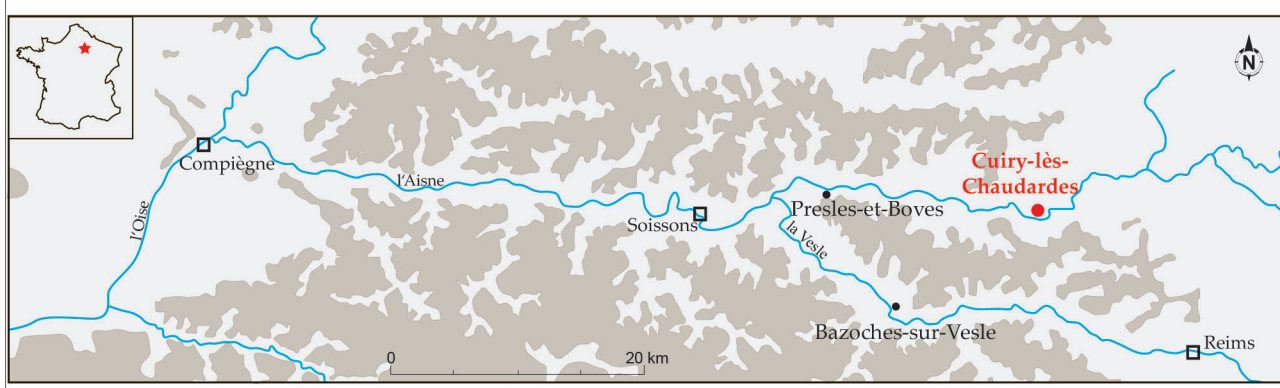 N
Compiègne
l'Aisne
l'Oise
Cuiry-lès-
Chaudardes
Presles-et-Boves
Soissons
la Vesle
Bazoches-sur-Vesle
Reims
0
20 km